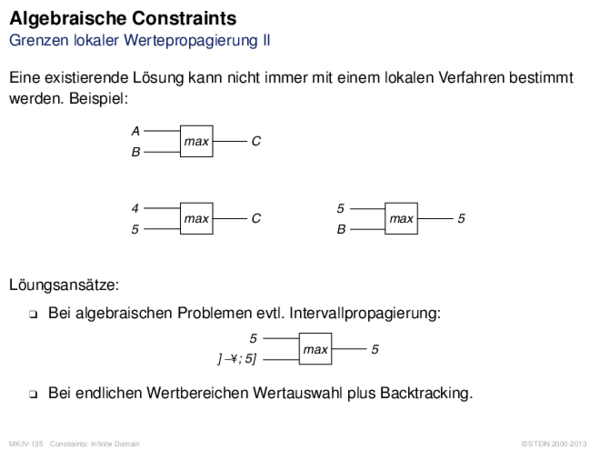 Algebraische Constraints
Grenzen lokaler Wertepropagierung II
Eine existierende Lösung kann nicht immer mit einem lokalen Verfahren bestimmt
werden. Beispiel:
A
max C
B
4 5
max C max 5
5 B
Löungsansätze:
❑ Bei algebraischen Problemen evtl. Intervallpropagierung:
5
max 5
] –¥ ; 5]
❑ Bei endlichen Wertbereichen Wertauswahl plus Backtracking.
MK:IV-135 Constraints: Infinite Domain ©STEIN 2000-2013